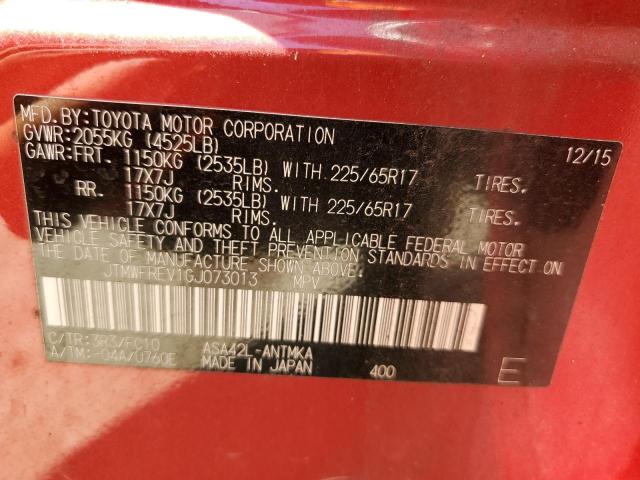 MFD.BY:TOYOTA MOTOR CORPORATION 12/15
GVWR:2055KG (4525LB)
GAWR:FRT. 1150KG (2535LB) WITH 225/65R17 TIRES,
17X7J RIMS.
RR. 1150KG (2535LB) WITH 225/65R17 TIRES,
17X7J RIMS.
THIS VEHICLE CONFORMS TO ALL APPLICABLE FEDERAL MOTOR
VEHICLE SAFETY AND THEFT PREVENTION STANDARDS IN EFFECT ON
THE DATE OF MANUFACTURE SHOWN ABOVE.
JTMWFREV1GJ073013 MPV
C/TR:3R3/FC10 ASA42L-ANTMKA
A/TM:-04A/0760E MADE IN JAPAN 400 E